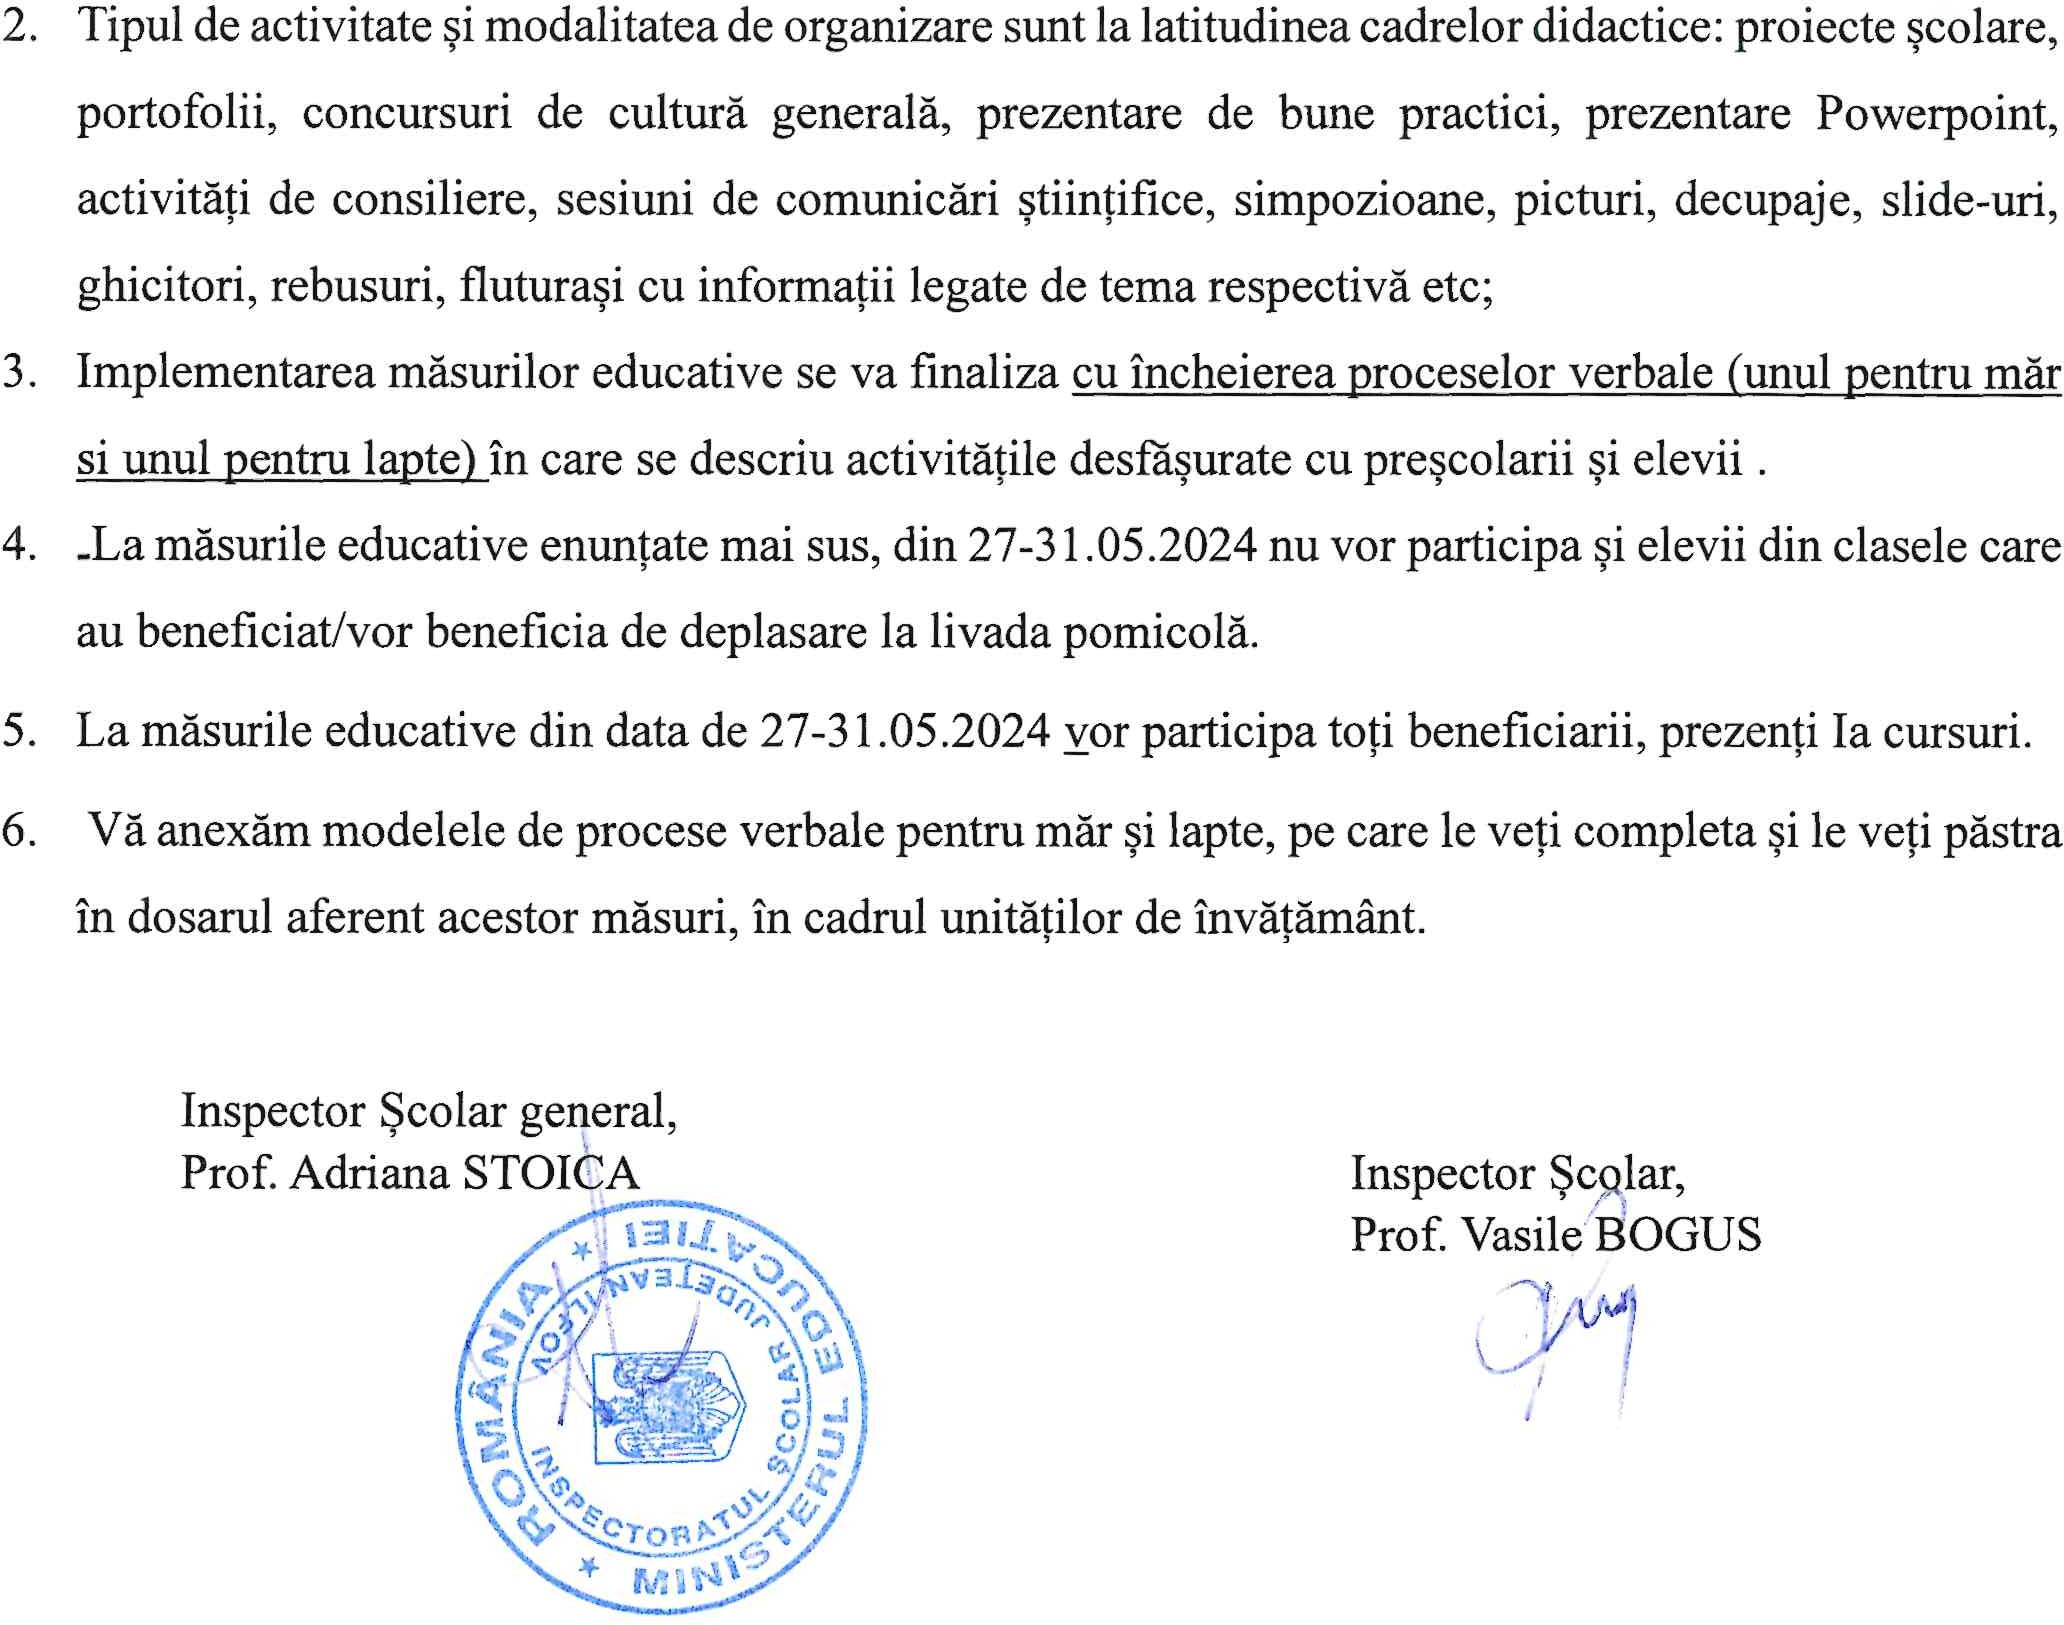 2. Tipul de activitate și modalitatea de organizare sunt la latitudinea cadrelor didactice: proiecte școlare,
portofolii, concursuri de cultură generală, prezentare de bune practici, prezentare Powerpoint,
activități de consiliere, sesiuni de comunicări științifice, simpozioane, picturi, decupaje, slide-uri,
ghicitori, rebusuri, fluturași cu informații legate de tema respectivă etc;
3. Implementarea măsurilor educative se va finaliza cu încheierea proceselor verbale (unul pentru măr
si unul pentru lapte) în care se descriu activitățile desfășurate cu preșcolarii și elevii .
4. -La măsurile educative enunțate mai sus, din 27-31.05.2024 nu vor participa și elevii din clasele care
au beneficiat/vor beneficia de deplasare la livada pomicolă.
5. La măsurile educative din data de 27-31.05.2024 vor participa toți beneficiarii, prezenți Ia cursuri.
6. Vă anexăm modelele de procese verbale pentru măr și lapte, pe care le veți completa și le veți păstra
în dosarul aferent acestor măsuri, în cadrul unităților de învățământ.
Inspector Școlar general,
Prof. Adriana STOICA
Inspector Școlar,
Prof. Vasile BOGUS
ROMÂNIA ★ MINISTERUL EDUCAȚIEI ★
INSPECTORATUL ȘCOLAR JUDEȚEAN ILFOV